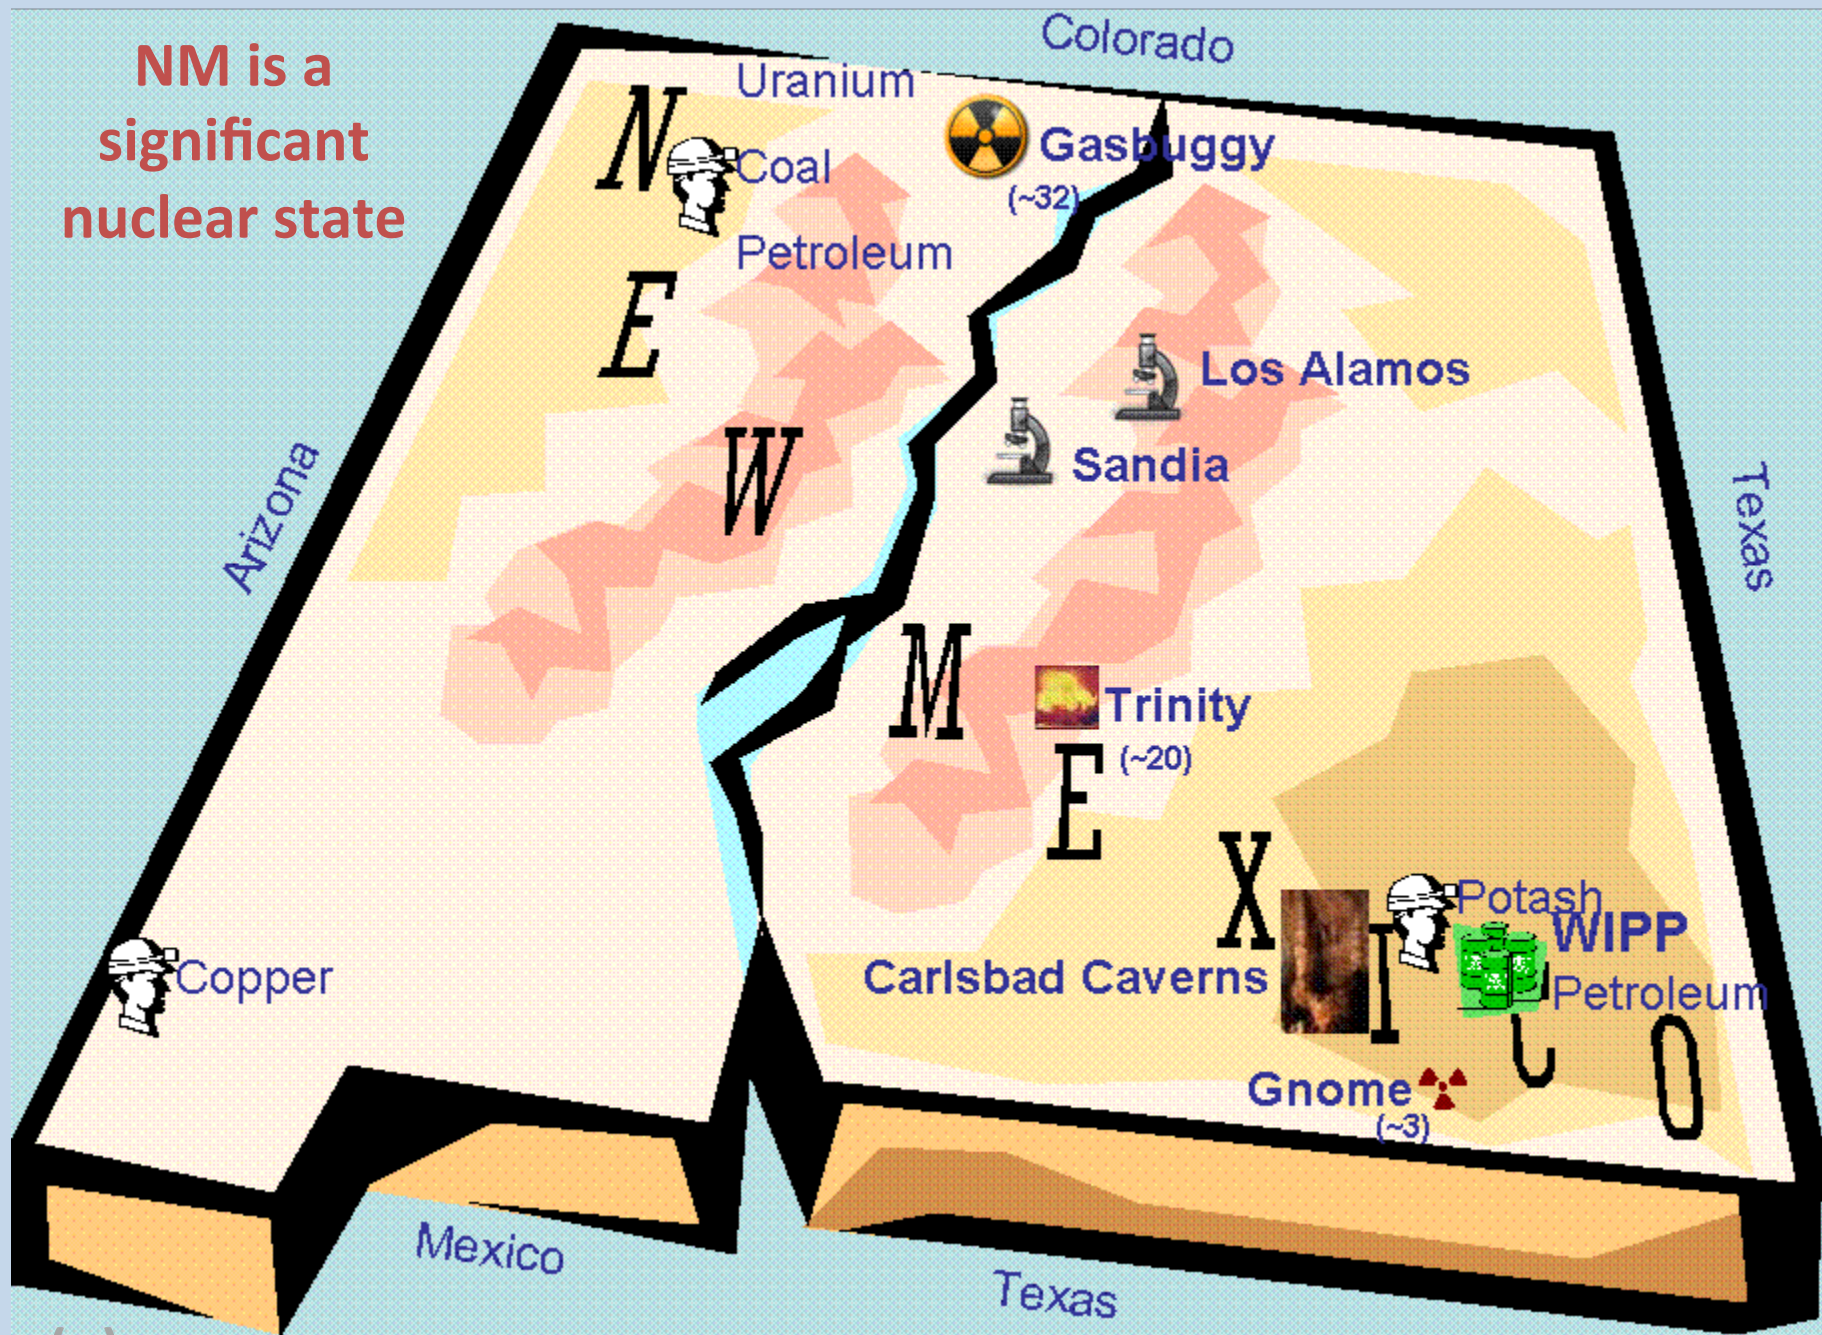 NM is a
significant
nuclear state
Colorado
Uranium
Gasbuggy
(~32)
Coal
Petroleum
N
E
W
Los Alamos
Sandia
Arizona
Texas
M
Trinity
(~20)
E
X
Potash
WIPP
Petroleum
Carlsbad Caverns
I
C
O
Copper
Gnome
(~3)
Mexico
Texas